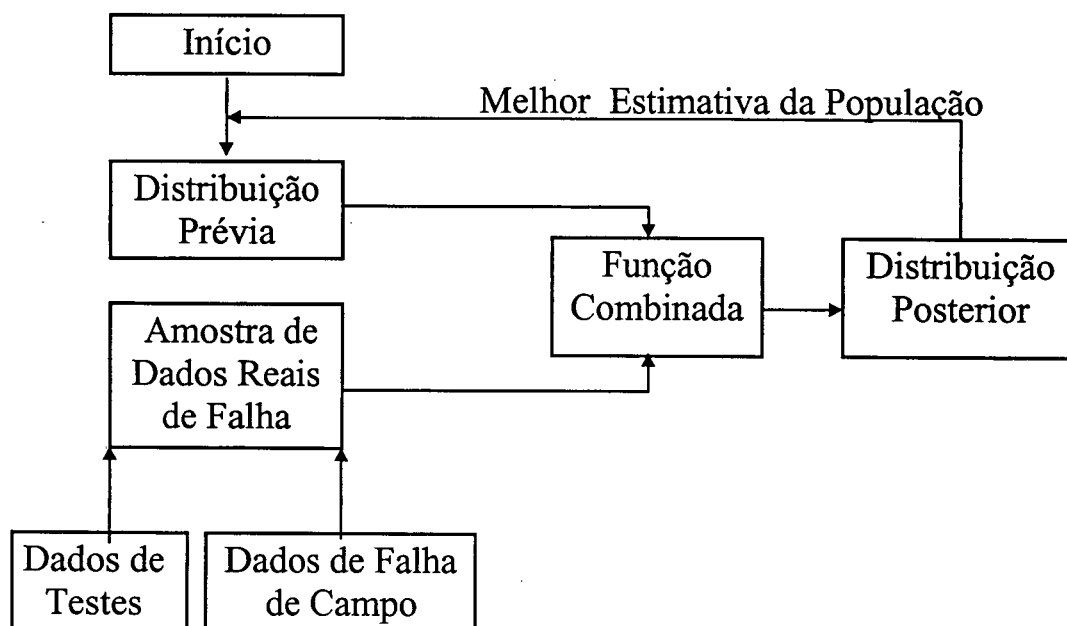 Início
Melhor Estimativa da População
Distribuição
Prévia
Função
Combinada
Distribuição
Posterior
Amostra de
Dados Reais
de Falha
Dados de
Testes
Dados de Falha
de Campo